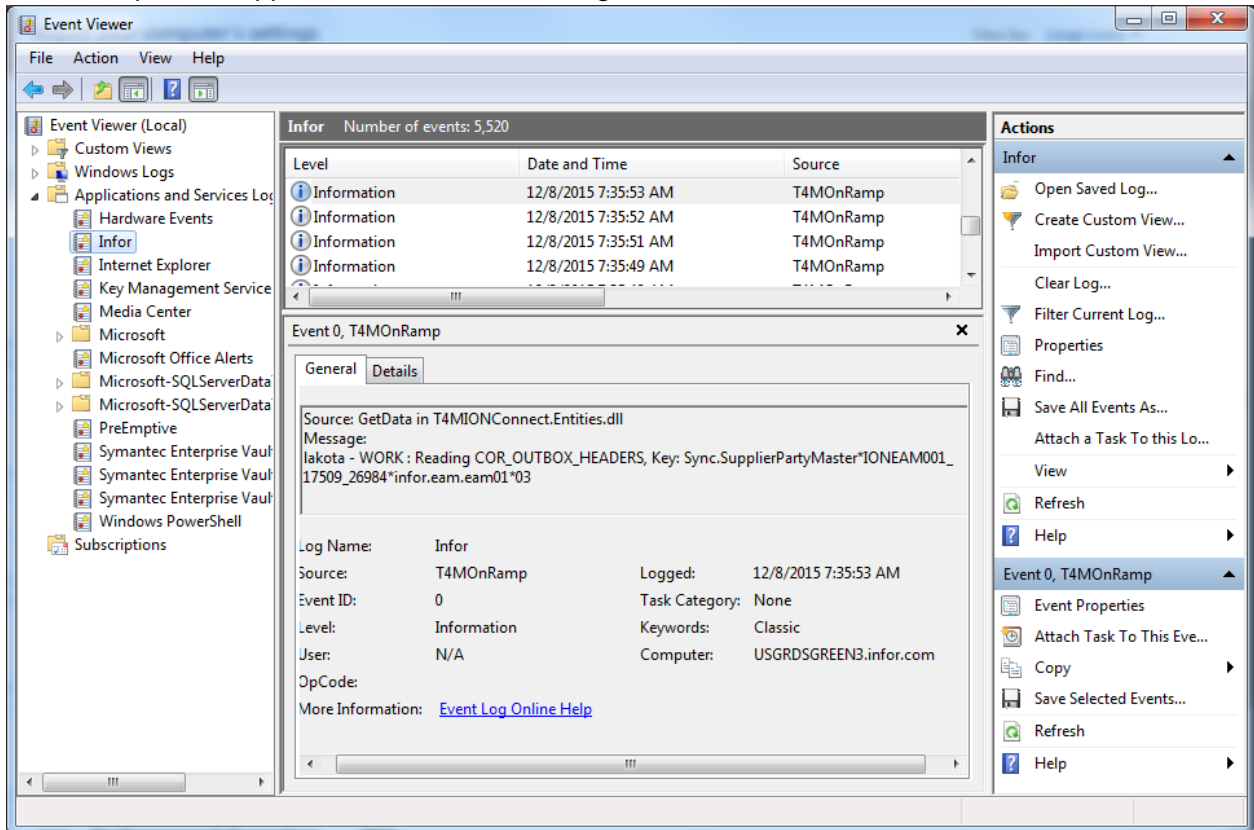 Event Viewer
File Action View Help
Event Viewer (Local)
Custom Views
Windows Logs
Applications and Services Log
Hardware Events
Infor
Internet Explorer
Key Management Service
Media Center
Microsoft
Microsoft Office Alerts
Microsoft-SQLServerData
Microsoft-SQLServerData
PreEmptive
Symantec Enterprise Vaul
Symantec Enterprise Vaul
Symantec Enterprise Vaul
Windows PowerShell
Subscriptions
Infor Number of events: 5,520
Level Date and Time Source
Information 12/8/2015 7:35:53 AM T4MOnRamp
Information 12/8/2015 7:35:52 AM T4MOnRamp
Information 12/8/2015 7:35:51 AM T4MOnRamp
Information 12/8/2015 7:35:49 AM T4MOnRamp
Event 0, T4MOnRamp
General Details
Source: GetData in T4MIONConnect.Entities.dll
Message:
lakota - WORK : Reading COR_OUTBOX_HEADERS, Key: Sync.SupplierPartyMaster*IONEAM001_
17509_26984*infor.eam.eam01*03
Log Name: Infor
Source: T4MOnRamp Logged: 12/8/2015 7:35:53 AM
Event ID: 0 Task Category: None
Level: Information Keywords: Classic
User: N/A Computer: USGRDSGREEN3.infor.com
OpCode:
More Information: Event Log Online Help
Actions
Infor
Open Saved Log...
Create Custom View...
Import Custom View...
Clear Log...
Filter Current Log...
Properties
Find...
Save All Events As...
Attach a Task To this Lo...
View
Refresh
Help
Event 0, T4MOnRamp
Event Properties
Attach Task To This Eve...
Copy
Save Selected Events...
Refresh
Help